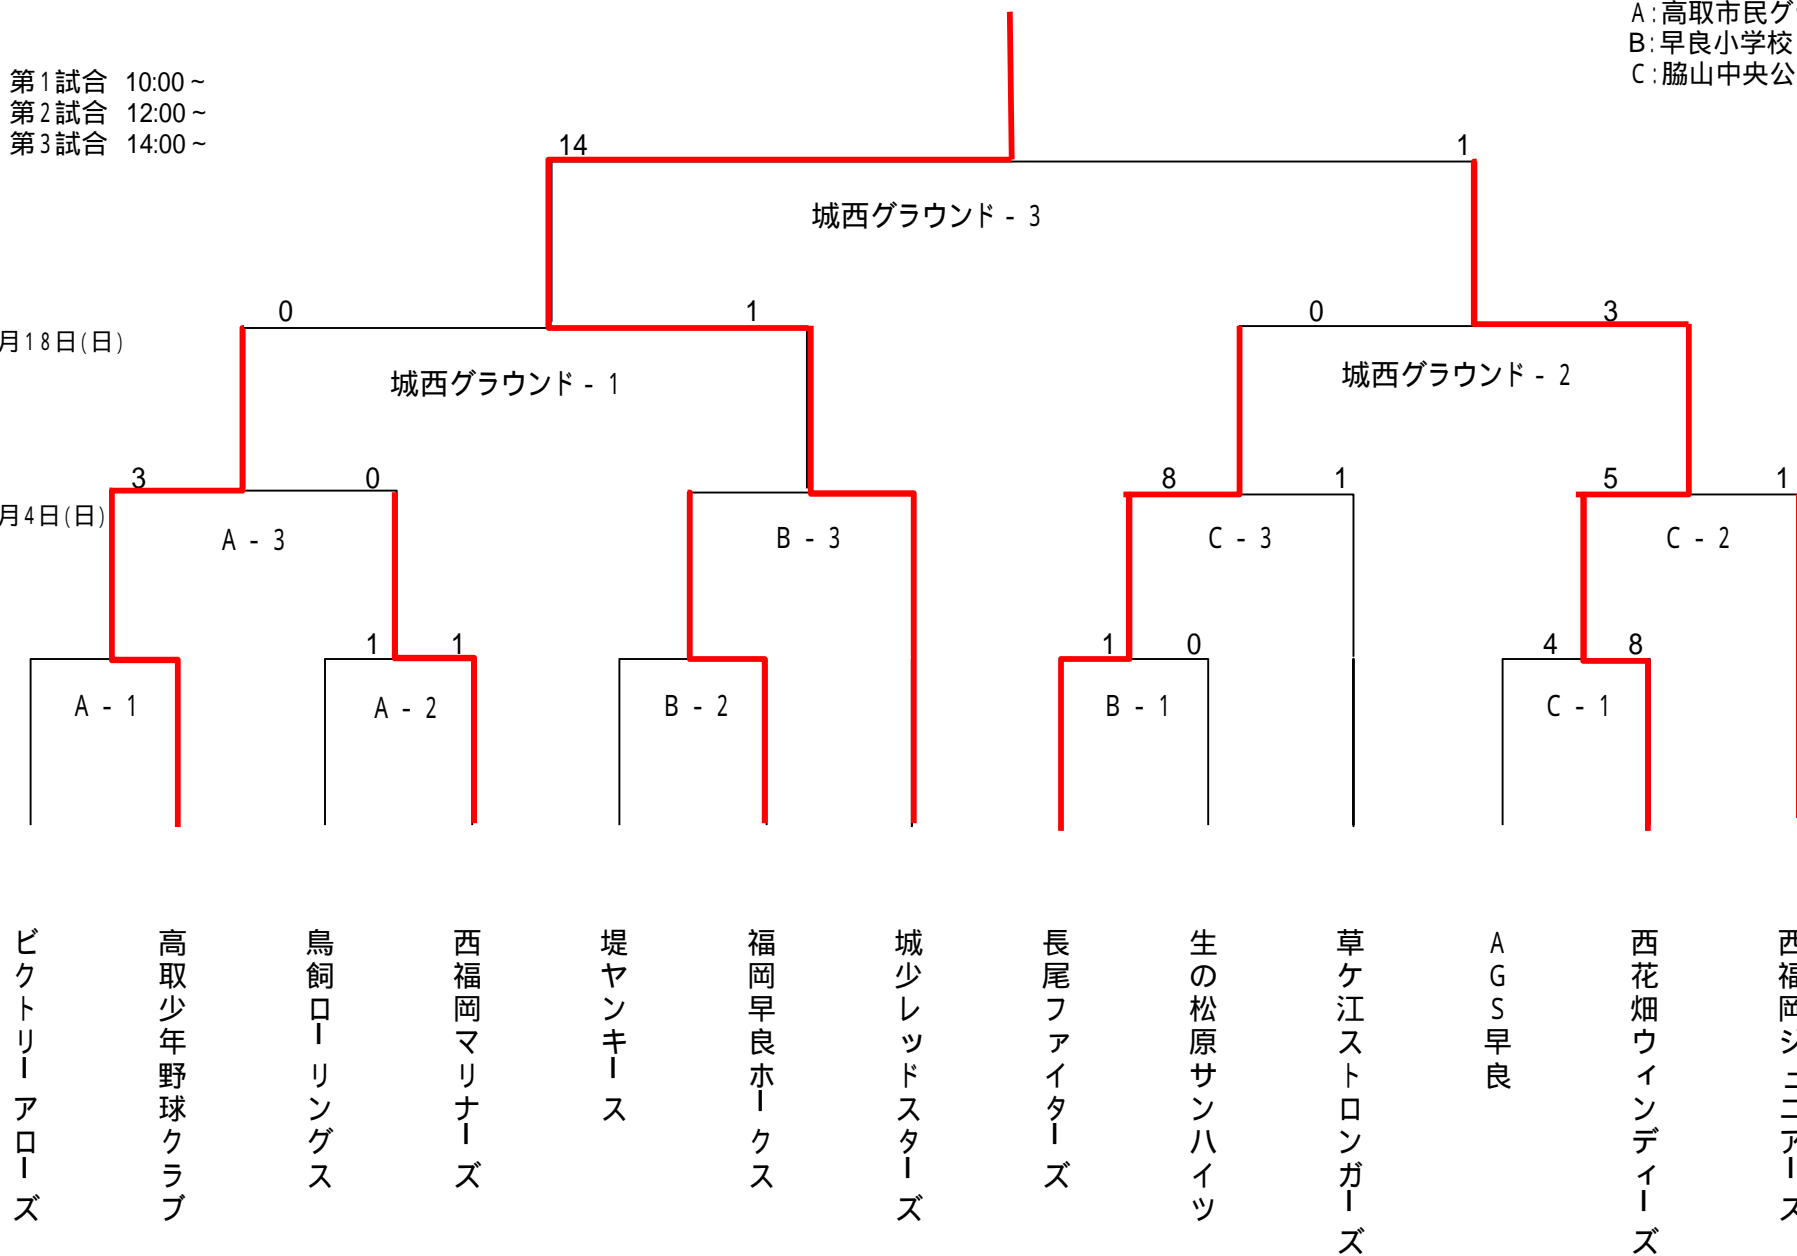 A:高取市民グ
B:早良小学校
C:脇山中央公
第1試合 10:00~
第2試合 12:00~
第3試合 14:00~
14 1
城西グラウンド - 3
0 1 0 3
月18日(日)
城西グラウンド - 1 城西グラウンド - 2
3 0 8 1 5 1
月4日(日)
A - 3 B - 3 C - 3 C - 2
1 1 1 0 4 8
A - 1 A - 2 B - 2 B - 1 C - 1
ビクトリーアローズ
高取少年野球クラブ
鳥飼ローリングス
西福岡マリナーズ
堤ヤンキース
福岡早良ホークス
城少レッドスターズ
長尾ファイターズ
生の松原サンハイツ
草ケ江ストロンガーズ
AGS早良
西花畑ウィンディーズ
西福岡ジュニアーズ